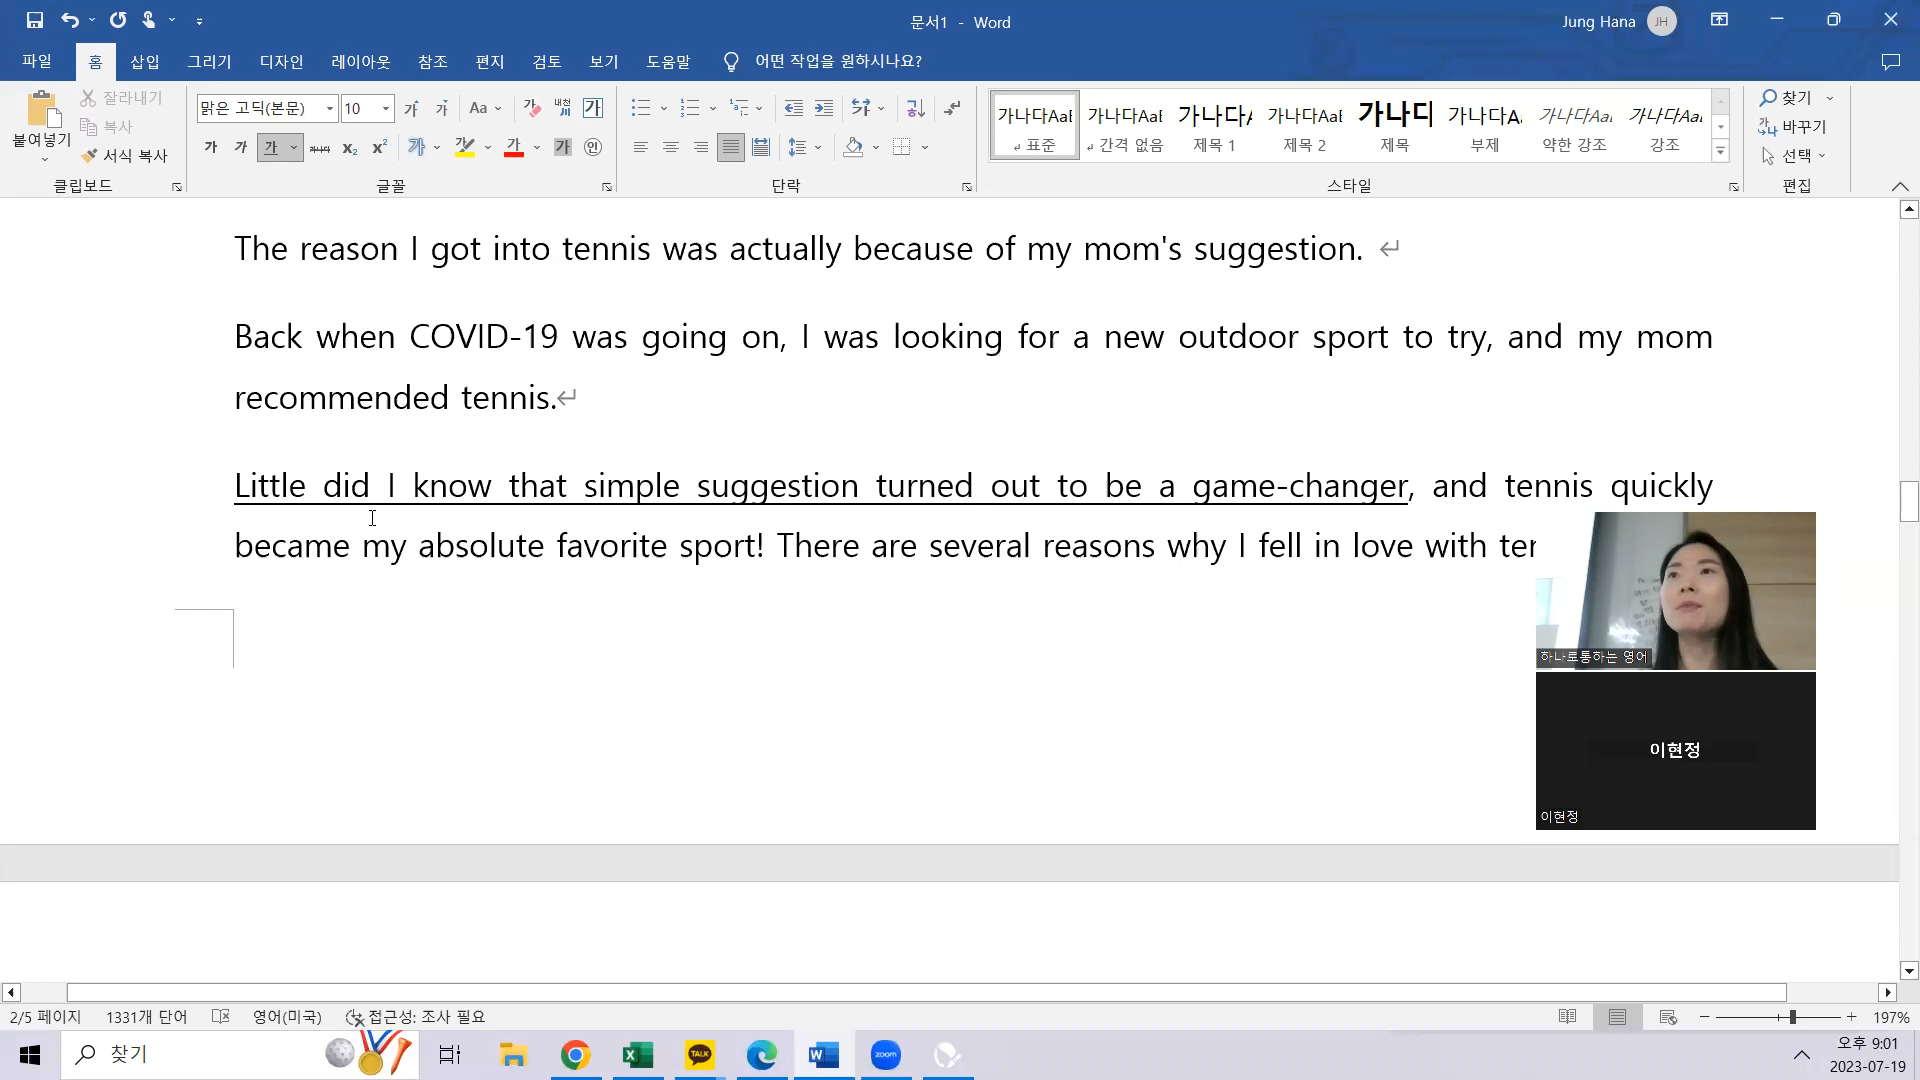 문서1 - Word
Jung Hana JH
파일 홈 삽입 그리기 디자인 레이아웃 참조 편지 검토 보기 도움말 어떤 작업을 원하시나요?
붙여넣기
잘라내기
복사
서식 복사
클립보드
맑은 고딕(본문) 10
글꼴
단락
가나다AaE 표준
가나다AaE 간격 없음
가나다A 제목 1
가나다AaE 제목 2
가나다 제목
가나다A 부제
가나다Aa 약한 강조
가나다Aa 강조
스타일
찾기
바꾸기
선택
편집
The reason I got into tennis was actually because of my mom's suggestion.
Back when COVID-19 was going on, I was looking for a new outdoor sport to try, and my mom
recommended tennis.
Little did I know that simple suggestion turned out to be a game-changer, and tennis quickly
became my absolute favorite sport! There are several reasons why I fell in love with ter
하나로통하는 영어
이현정
이현정
2/5 페이지 1331개 단어 영어(미국) 접근성: 조사 필요
197%
찾기
TALK
zoom
오후 9:01
2023-07-19